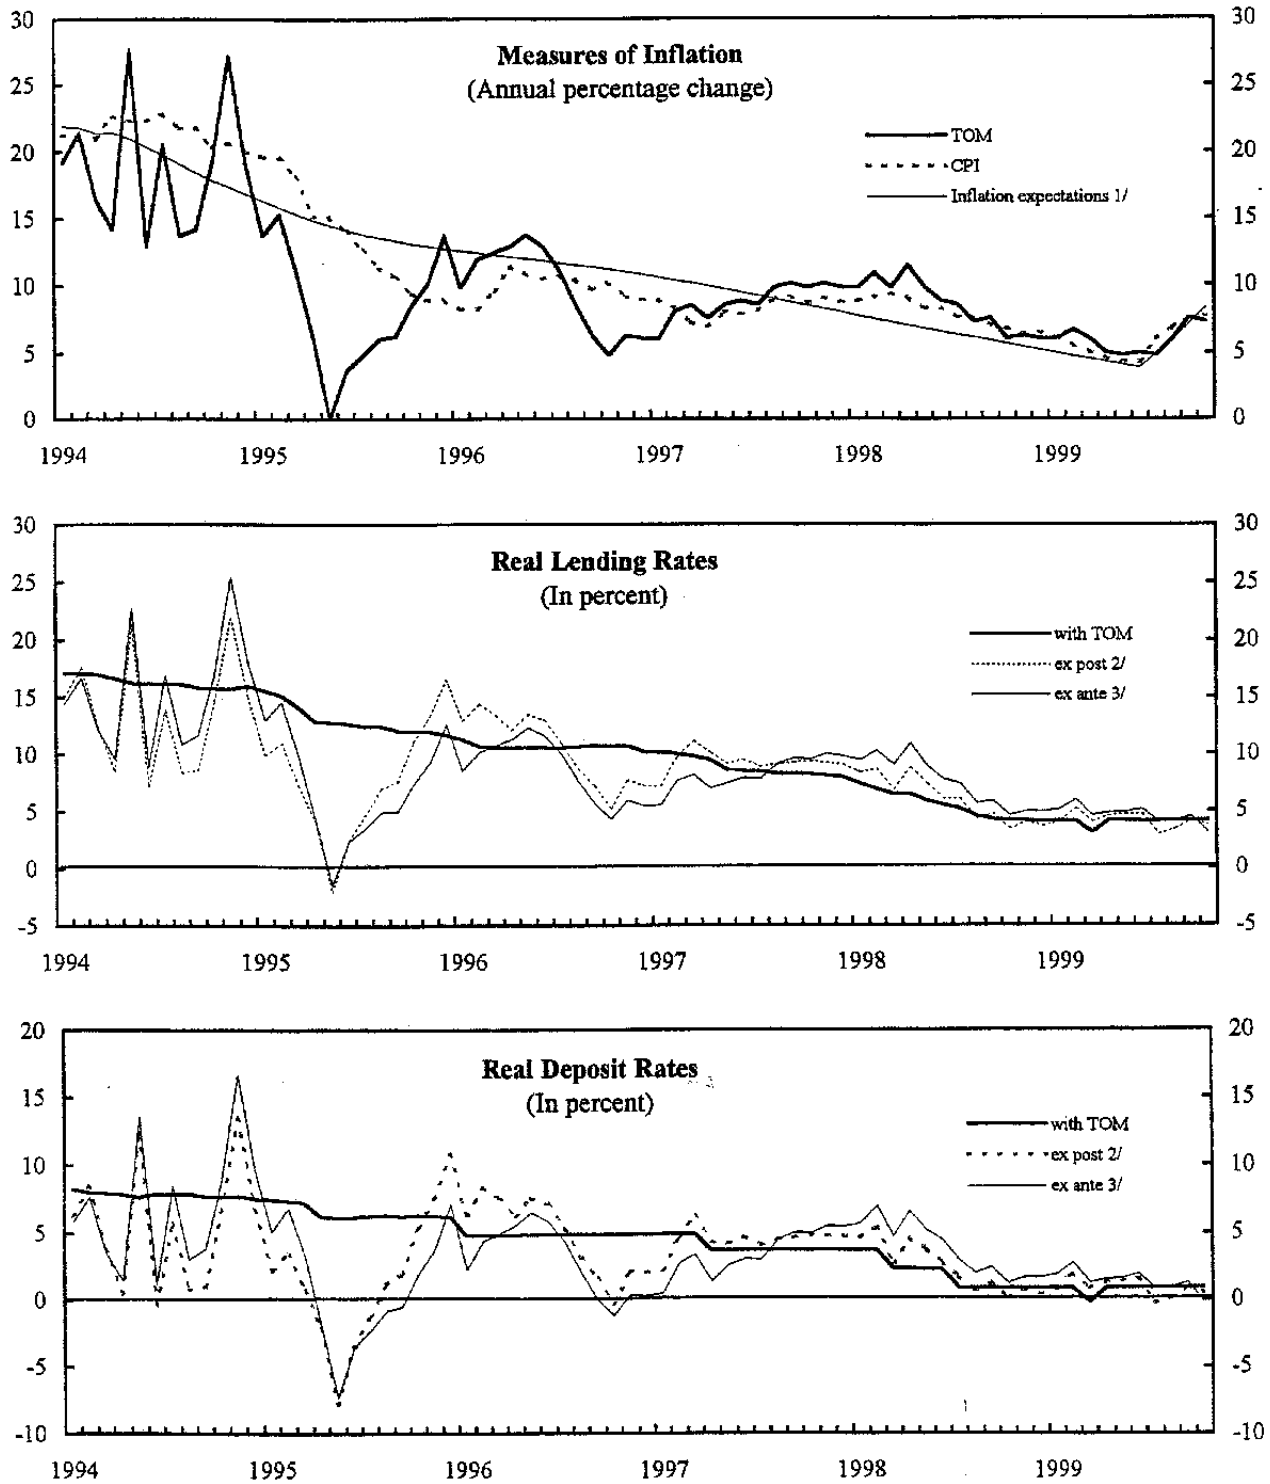 Measures of Inflation
(Annual percentage change)
30 30
25 25
20 20
15 15
10 10
5 5
0 0
TOM
CPI
Inflation expectations 1/
1994 1995 1996 1997 1998 1999
Real Lending Rates
(In percent)
30 30
25 25
20 20
15 15
10 10
5 5
0 0
-5 -5
with TOM
ex post 2/
ex ante 3/
1994 1995 1996 1997 1998 1999
Real Deposit Rates
(In percent)
20 20
15 15
10 10
5 5
0 0
-5 -5
-10 -10
with TOM
ex post 2/
ex ante 3/
1994 1995 1996 1997 1998 1999